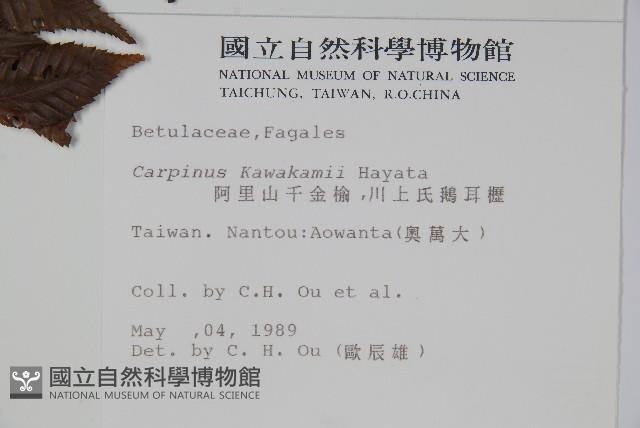 國立自然科學博物館
NATIONAL MUSEUM OF NATURAL SCIENCE
TAICHUNG, TAIWAN, R.O.CHINA
Betulaceae,Fagales
Carpinus Kawakamii Hayata
阿里山千金榆,川上氏鵝耳櫪
Taiwan. Nantou:Aowanta(奧萬大)
Coll. by C.H. Ou et al.
May ,04, 1989
Det. by C. H. Ou (歐辰雄)
國立自然科學博物館
NATIONAL MUSEUM OF NATURAL SCIENCE